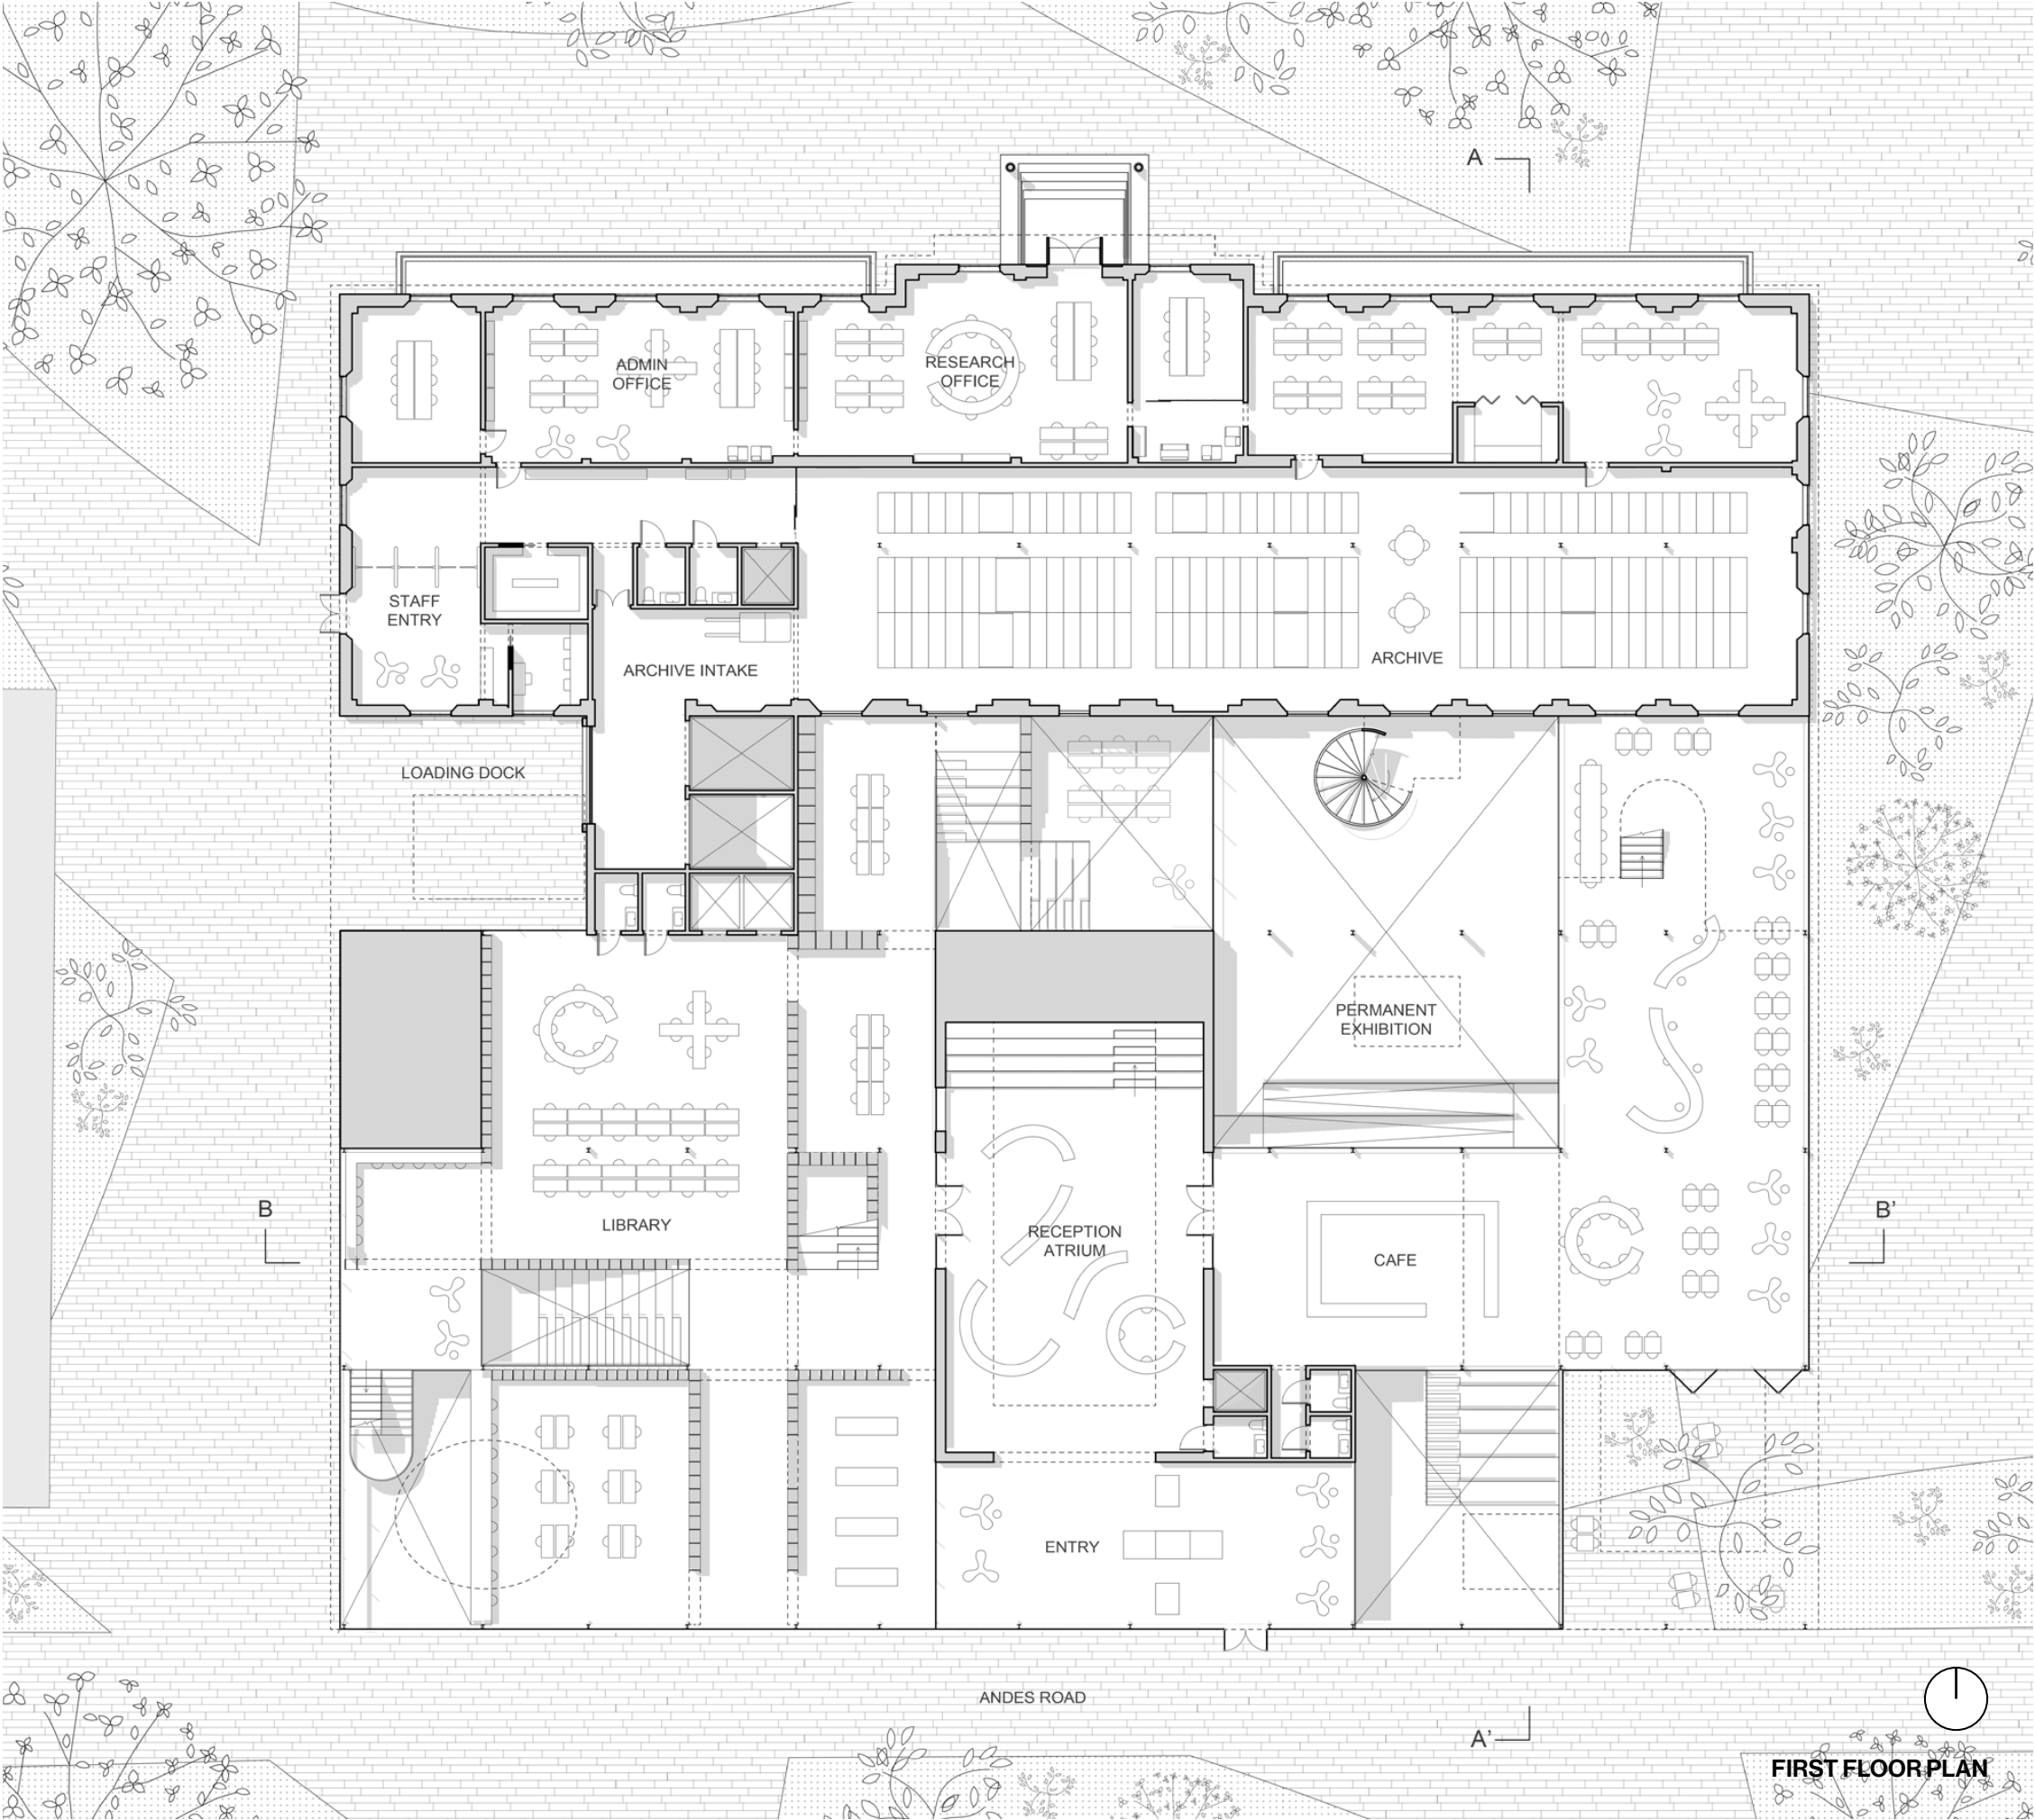 A
ADMIN
OFFICE
RESEARCH
OFFICE
STAFF
ENTRY
ARCHIVE INTAKE
ARCHIVE
LOADING DOCK
PERMANENT
EXHIBITION
B
LIBRARY
RECEPTION
ATRIUM
CAFE
B'
ENTRY
ANDES ROAD
A'
FIRST FLOOR PLAN